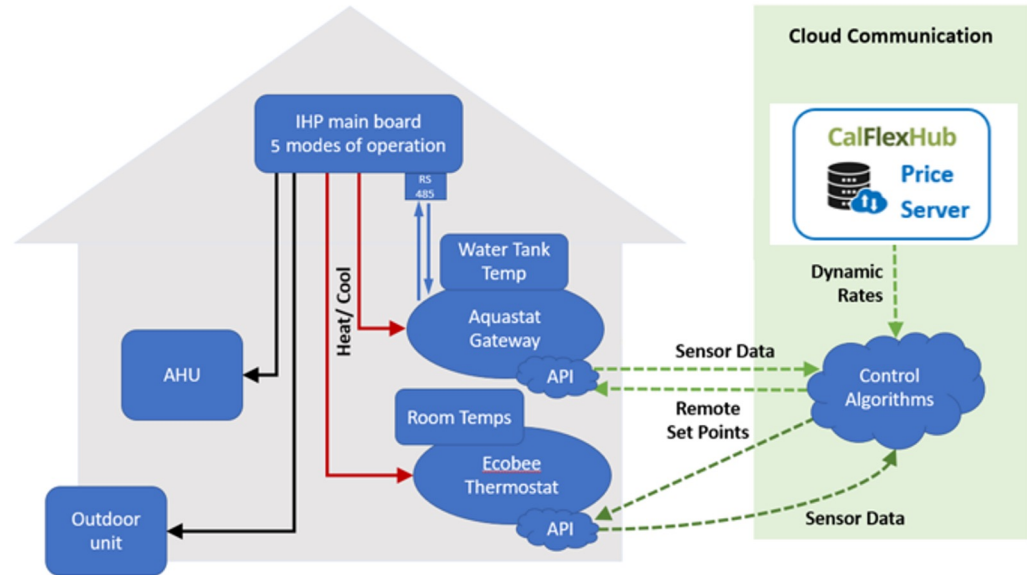 Cloud Communication
IHP main board
5 modes of operation
RS
485
CalFlexHub
Price
Server
Water Tank
Temp
Heat/ Cool
Dynamic
Rates
Aquastat
Gateway
API
Sensor Data
AHU
Control
Algorithms
Remote
Set Points
Room Temps
Ecobee
Thermostat
API
Sensor Data
Outdoor
unit